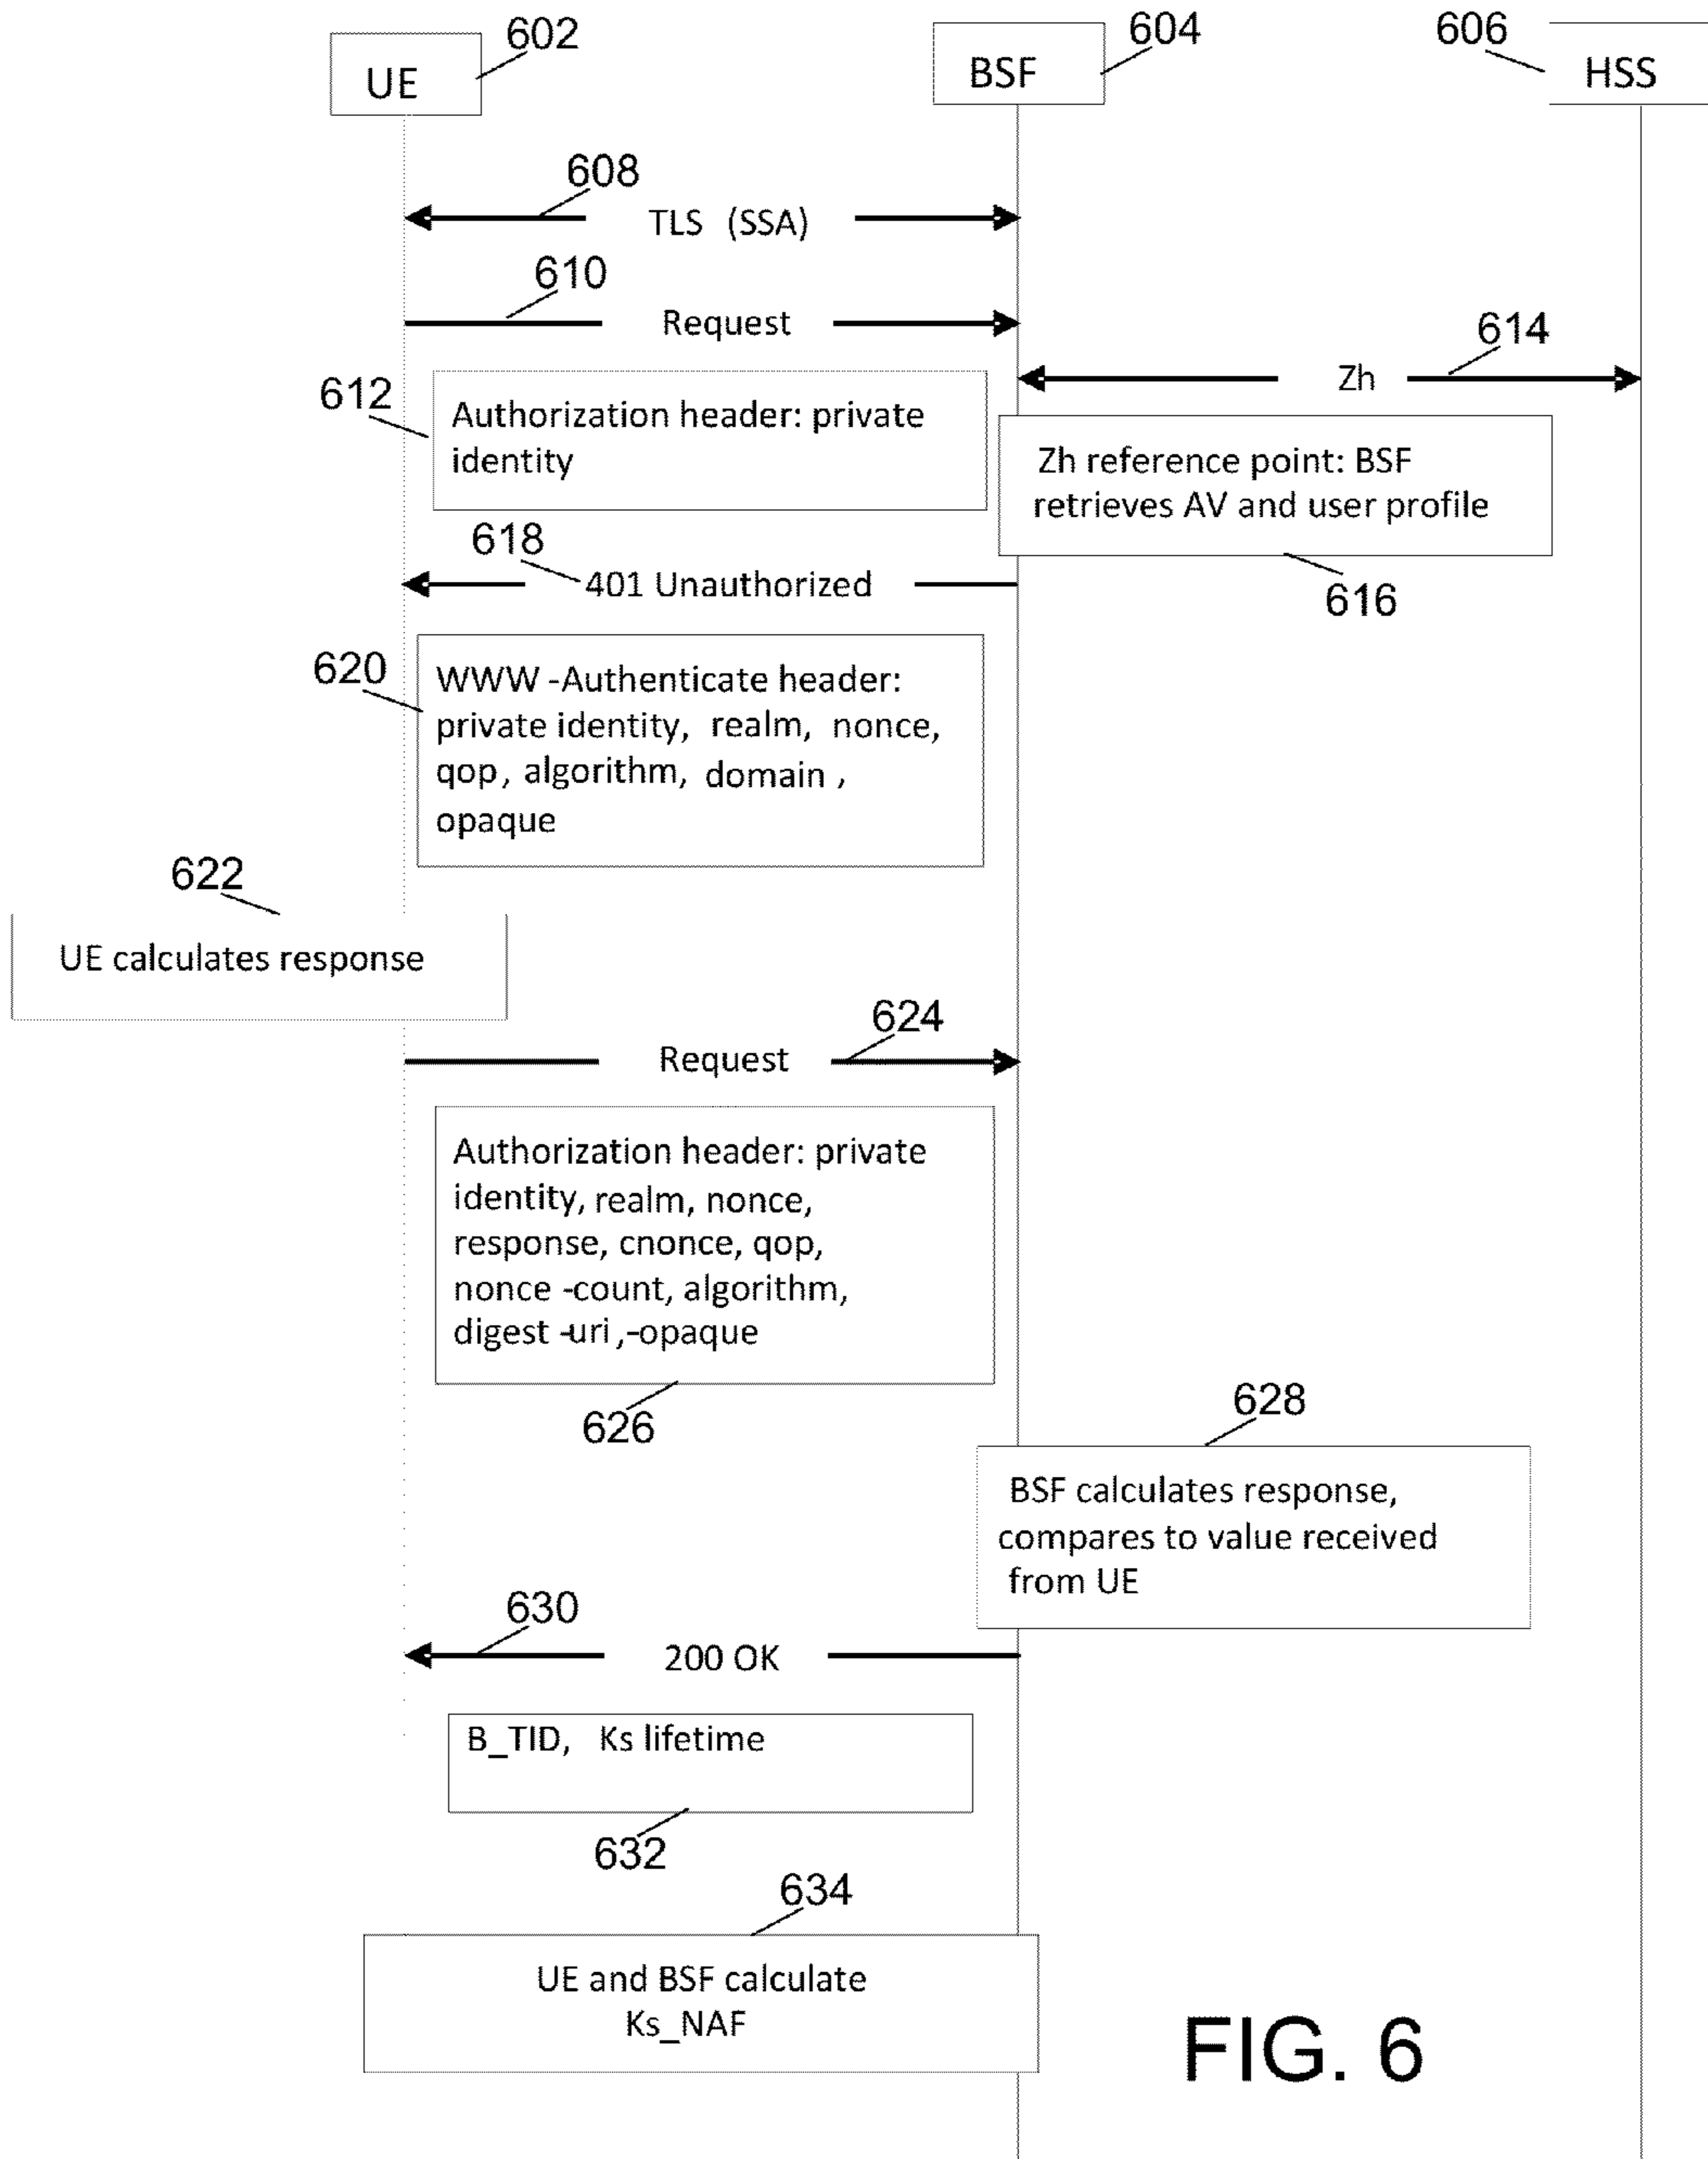 602
604
606
UE
BSF
HSS
608
TLS (SSA)
610
Request
614
Zh
612
Authorization header: private
identity
Zh reference point: BSF
retrieves AV and user profile
618
401 Unauthorized
616
620
WWW -Authenticate header:
private identity, realm, nonce,
qop, algorithm, domain ,
opaque
622
UE calculates response
624
Request
Authorization header: private
identity, realm, nonce,
response, cnonce, qop,
nonce -count, algorithm,
digest -uri ,-opaque
626
628
BSF calculates response,
compares to value received
from UE
630
200 OK
B_TID, Ks lifetime
632
634
UE and BSF calculate
Ks_NAF
FIG. 6